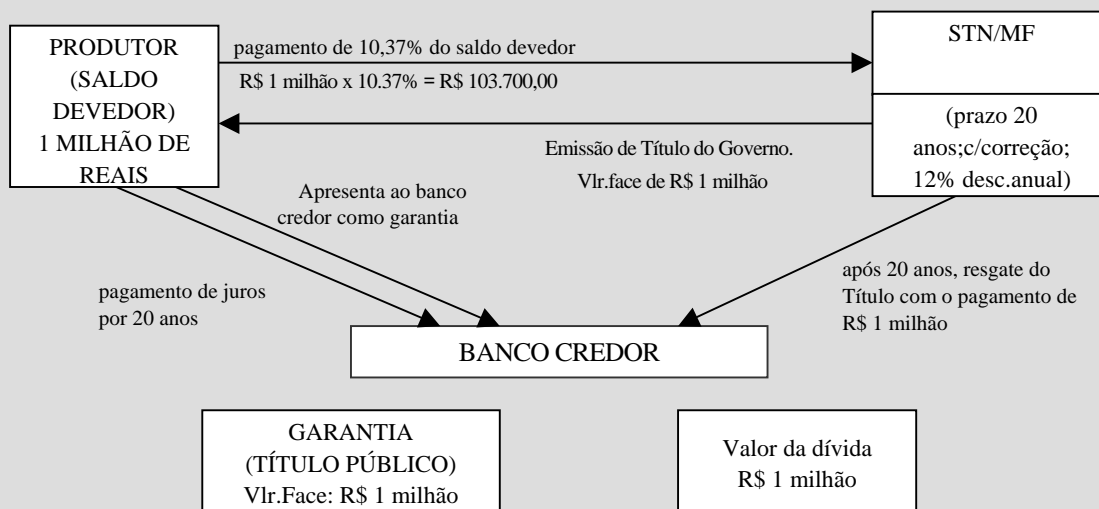 PRODUTOR
(SALDO
DEVEDOR)
1 MILHÃO DE
REAIS
pagamento de 10,37% do saldo devedor
R$ 1 milhão x 10.37% = R$ 103.700,00
STN/MF
(prazo 20
anos;c/correção;
12% desc.anual)
Emissão de Título do Governo.
Vlr.face de R$ 1 milhão
Apresenta ao banco
credor como garantia
pagamento de juros
por 20 anos
após 20 anos, resgate do
Título com o pagamento de
R$ 1 milhão
BANCO CREDOR
GARANTIA
(TÍTULO PÚBLICO)
Vlr.Face: R$ 1 milhão
Valor da dívida
R$ 1 milhão